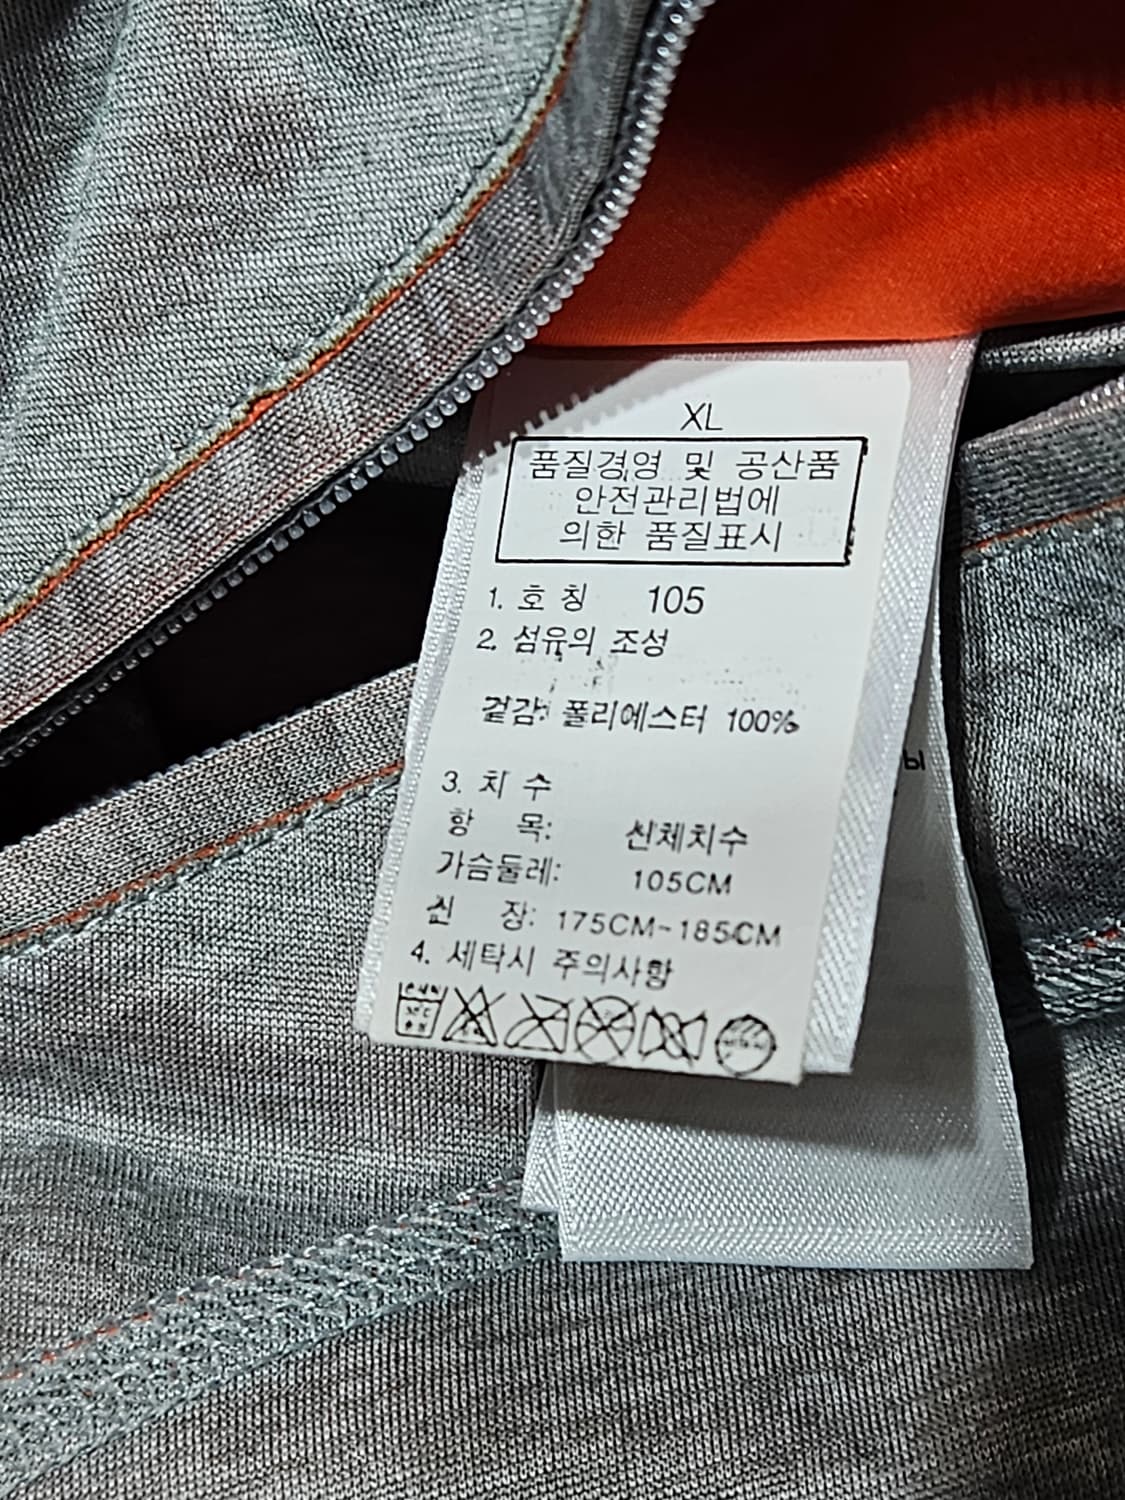 XL
품질경영 및 공산품
안전관리법에
의한 품질표시
1. 호 칭 105
2. 섬유의 조성
겉감: 폴리에스터 100%
3. 치 수
항 목: 신체치수
가슴둘레: 105CM
신 장: 175CM~185CM
4. 세탁시 주의사항